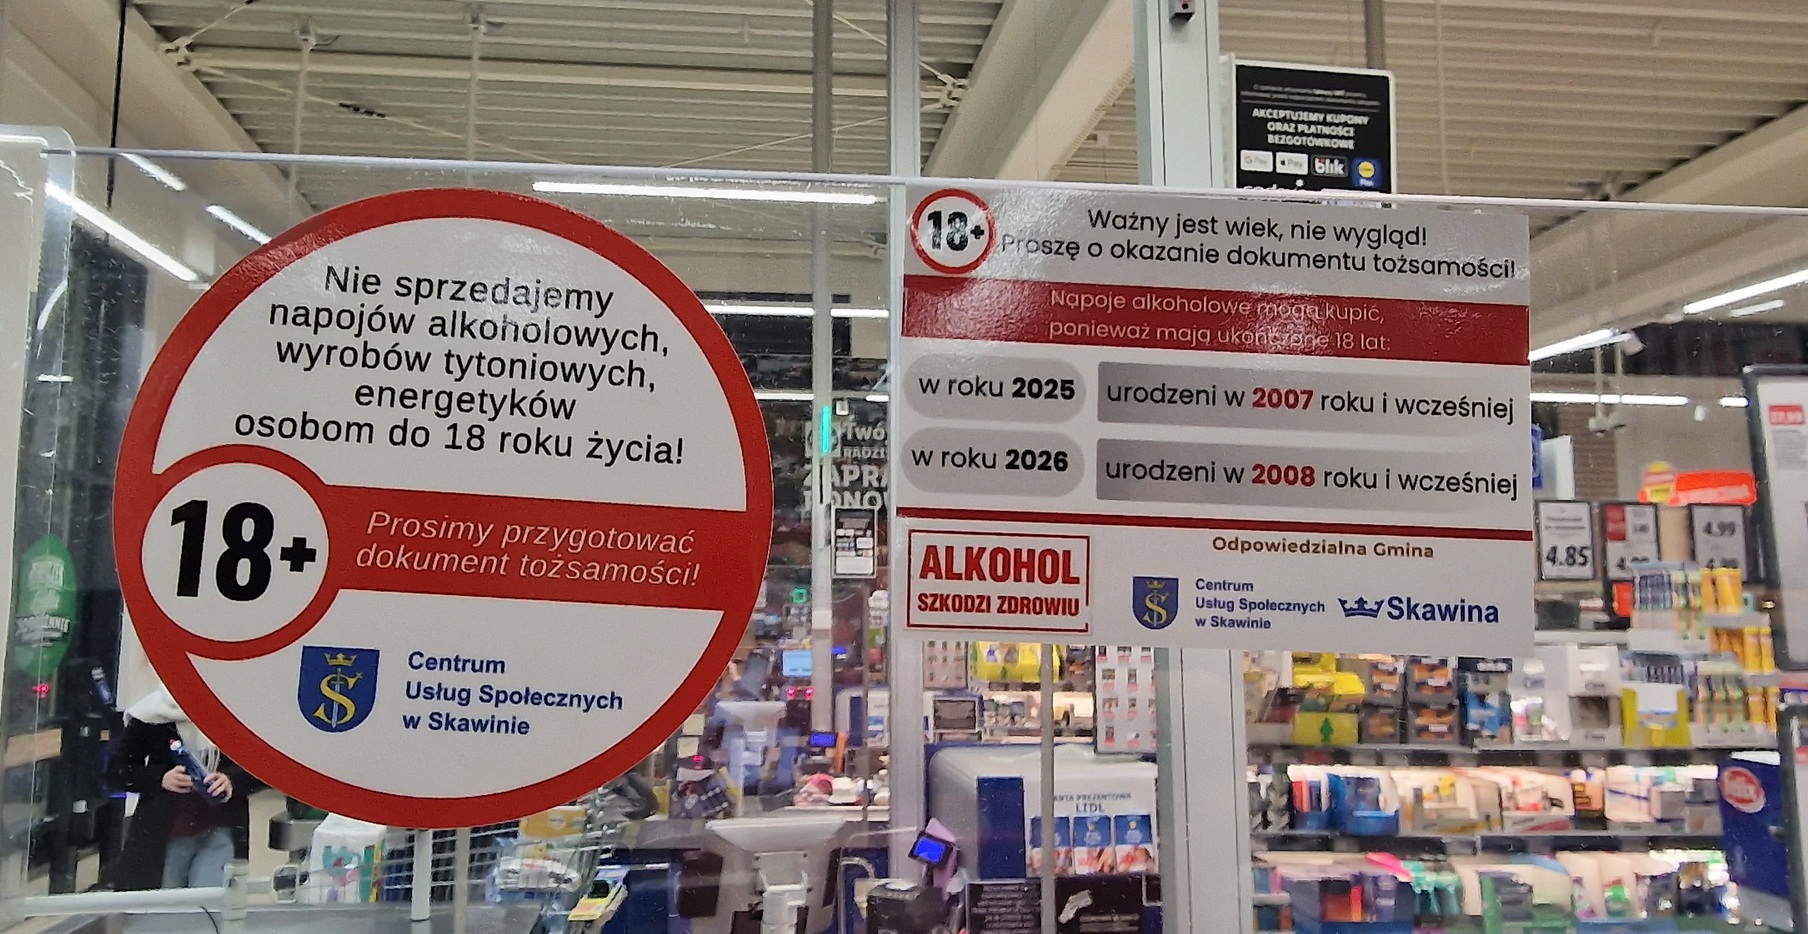 Nie sprzedajemy
napojów alkoholowych,
wyrobów tytoniowych,
energetyków
osobom do 18 roku życia!
18+
Prosimy przygotować
dokument tożsamości!
Centrum
Usług Społecznych
w Skawinie
18+
Ważny jest wiek, nie wygląd!
Proszę o okazanie dokumentu tożsamości!
Napoje alkoholowe mogą kupić,
ponieważ mają ukończone 18 lat:
w roku 2025 urodzeni w 2007 roku i wcześniej
w roku 2026 urodzeni w 2008 roku i wcześniej
ALKOHOL
SZKODZI ZDROWIU
Odpowiedzialna Gmina
Centrum
Usług Społecznych
w Skawinie
Skawina
AKCEPTUJEMY KUPONY
ORAZ PŁATNOŚCI
BEZGOTÓWKOWE
G Pay Pay blik
4.85
4.99
LIDL